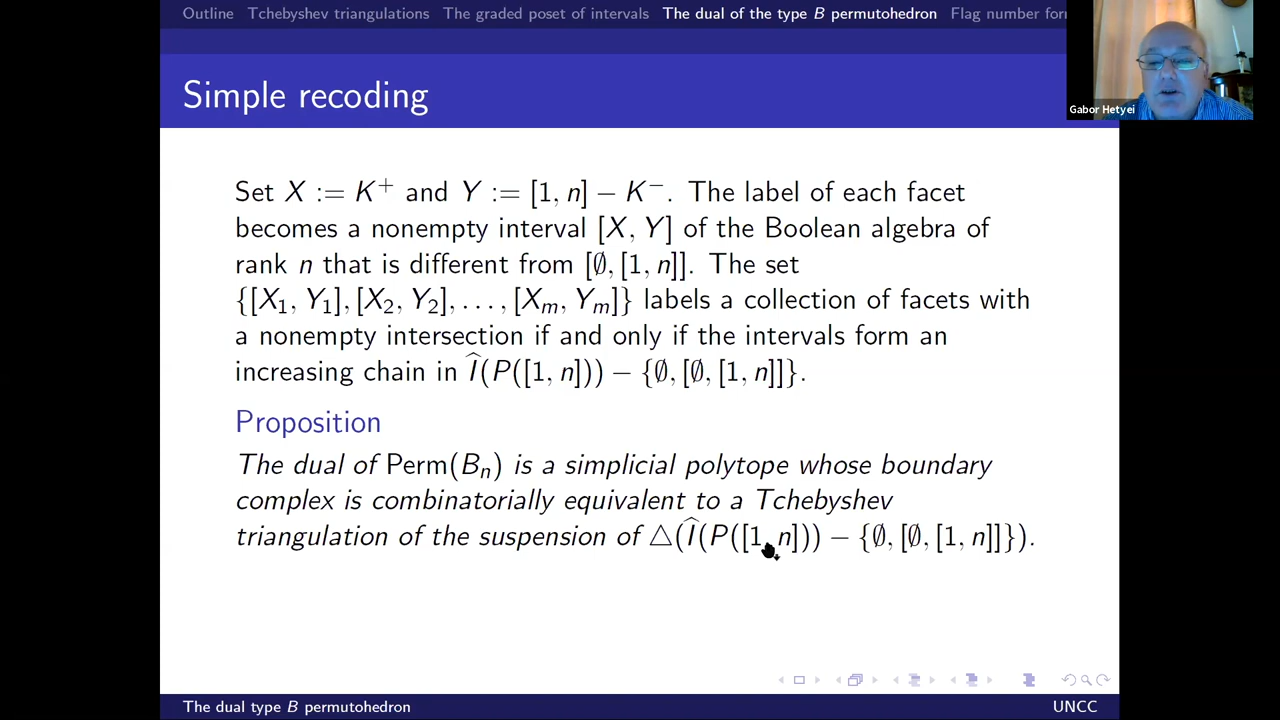 Outline Tchebyshev triangulations The graded poset of intervals The dual of the type B permutohedron Flag number for
Gabor Hetyei
Simple recoding
Set X := K⁺ and Y := [1, n] − K⁻. The label of each facet
becomes a nonempty interval [X, Y] of the Boolean algebra of
rank n that is different from [∅, [1, n]]. The set
{[X₁, Y₁], [X₂, Y₂], . . . , [Xₘ, Yₘ]} labels a collection of facets with
a nonempty intersection if and only if the intervals form an
increasing chain in Î(P([1, n])) − {∅, [∅, [1, n]]}.
Proposition
The dual of Perm(Bₙ) is a simplicial polytope whose boundary
complex is combinatorially equivalent to a Tchebyshev
triangulation of the suspension of △(Î(P([1, n])) − {∅, [∅, [1, n]]}).
The dual type B permutohedron UNCC